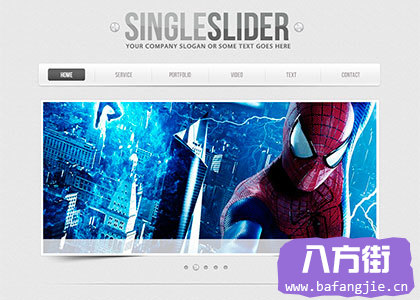 SINGLESLIDER
YOUR COMPANY SLOGAN OR SOME TEXT GOES HERE
HOME SERVICE PORTFOLIO VIDEO TEXT CONTACT
八方街
www.bafangjie.cn